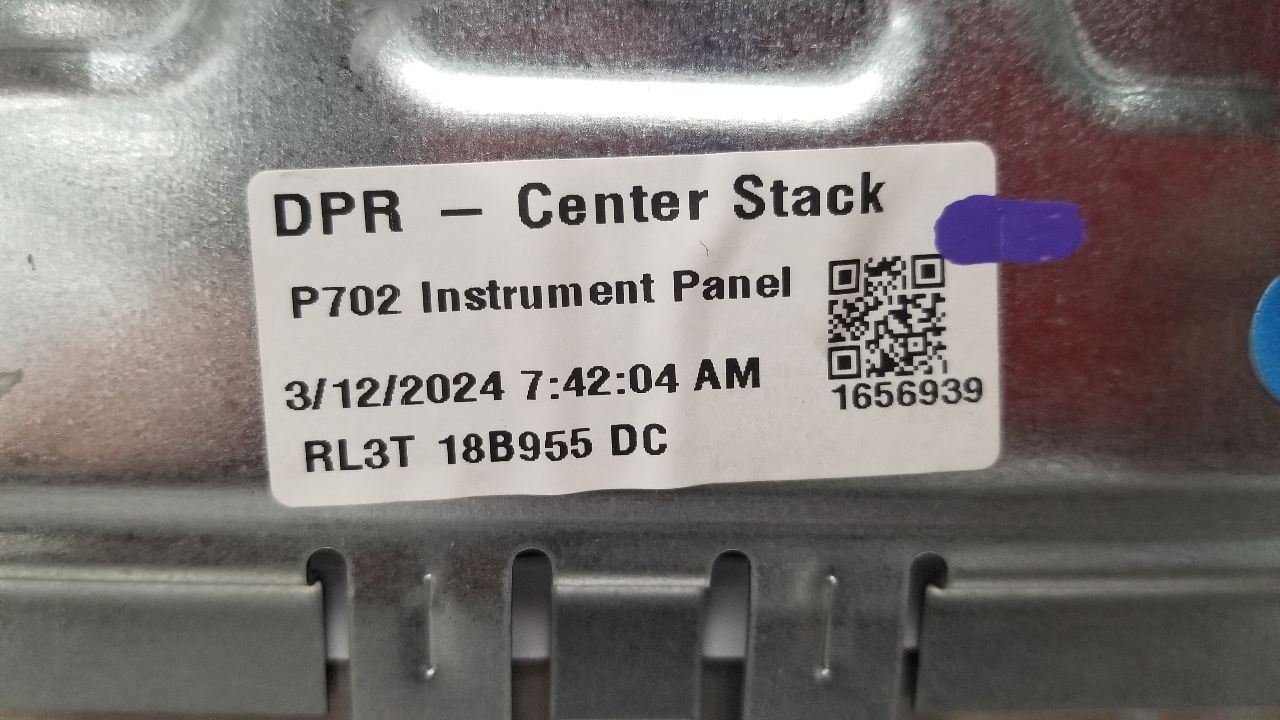 DPR – Center Stack
P702 Instrument Panel
3/12/2024 7:42:04 AM
1656939
RL3T 18B955 DC